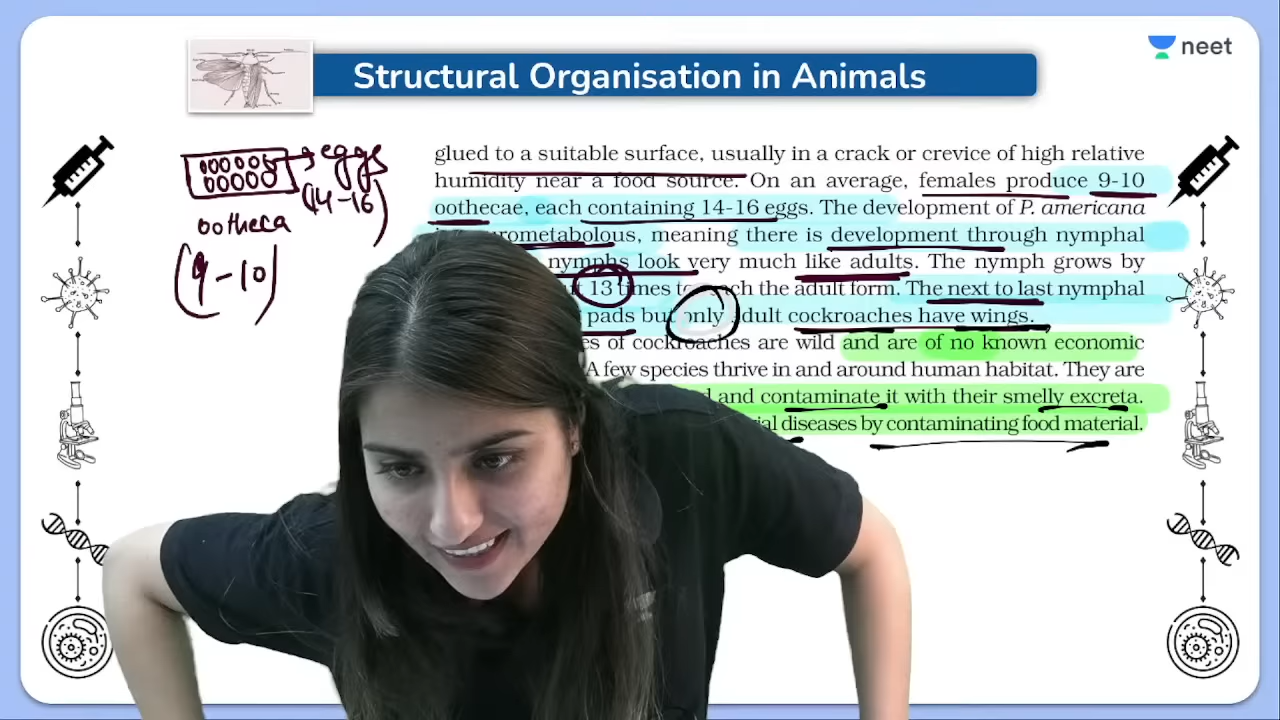 neet
Structural Organisation in Animals
eggs
(14-16)
ootheca
(9-10)
glued to a suitable surface, usually in a crack or crevice of high relative
humidity near a food source. On an average, females produce 9-10
oothecae, each containing 14-16 eggs. The development of P. americana
meaning there is development through nymphal
nymphs look very much like adults. The nymph grows by
13 times to reach the adult form. The next to last nymphal
pads but only adult cockroaches have wings.
of cockroaches are wild and are of no known economic
A few species thrive in and around human habitat. They are
and contaminate it with their smelly excreta.
diseases by contaminating food material.